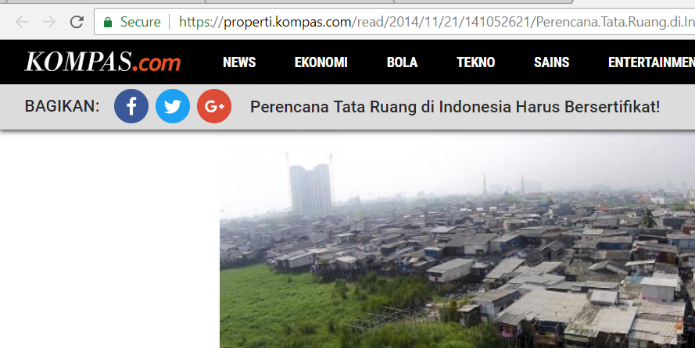 Secure https://properti.kompas.com/read/2014/11/21/141052621/Perencana.Tata.Ruang.di.In
KOMPAS.com NEWS EKONOMI BOLA TEKNO SAINS ENTERTAINMEN
BAGIKAN: Perencana Tata Ruang di Indonesia Harus Bersertifikat!